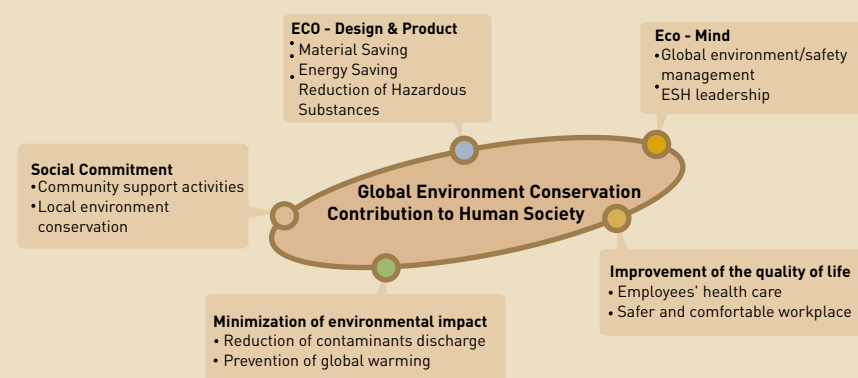 ECO - Design & Product
• Material Saving
• Energy Saving
• Reduction of Hazardous
Substances
Eco - Mind
• Global environment/safety
management
• ESH leadership
Social Commitment
• Community support activities
• Local environment
conservation
Global Environment Conservation
Contribution to Human Society
Improvement of the quality of life
• Employees' health care
• Safer and comfortable workplace
Minimization of environmental impact
• Reduction of contaminants discharge
• Prevention of global warming